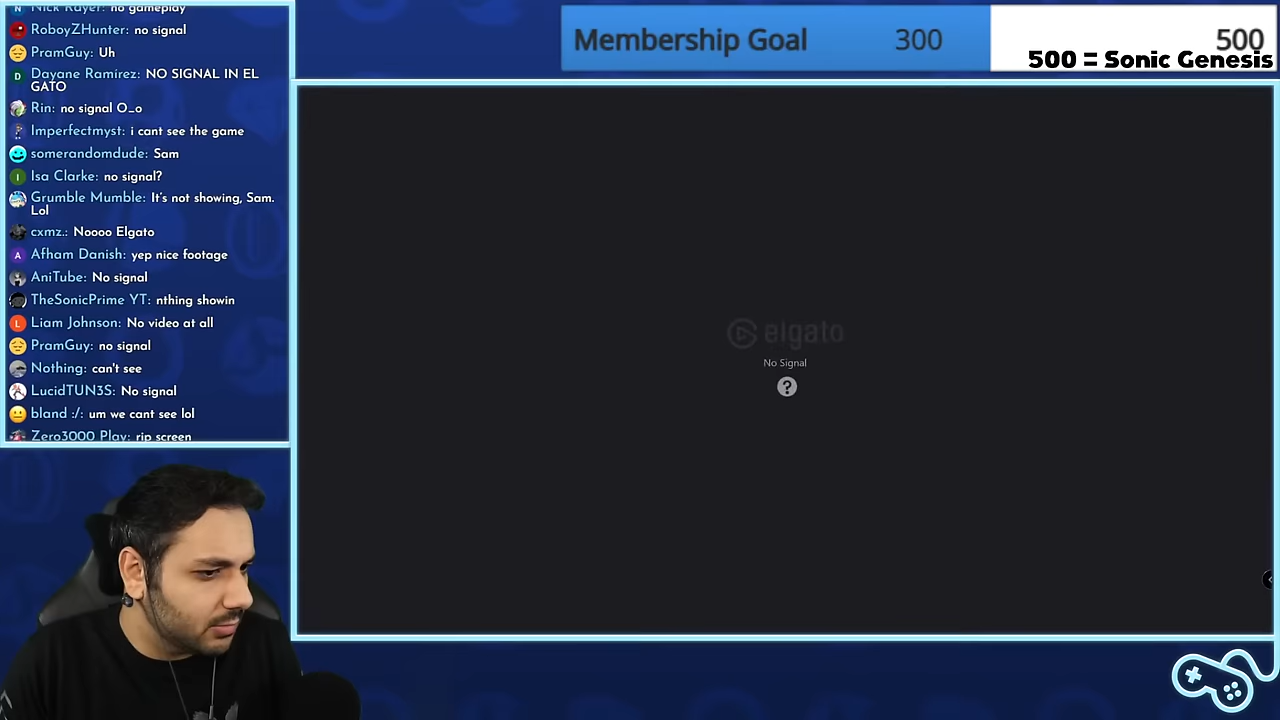 Nick Rayer: no gameplay
RoboyZHunter: no signal
PramGuy: Uh
D
Dayane Ramirez: NO SIGNAL IN EL
GATO
Rin: no signal O_o
Imperfectmyst: i cant see the game
somerandomdude: Sam
I
Isa Clarke: no signal?
Grumble Mumble: It's not showing, Sam.
Lol
cxmz.: Noooo Elgato
A
Afham Danish: yep nice footage
AniTube: No signal
TheSonicPrime YT: nthing showin
L
Liam Johnson: No video at all
PramGuy: no signal
Nothing: can't see
LucidTUN3S: No signal
bland :/: um we cant see lol
Zero3000 Play: rip screen
Membership Goal 300 500
500 = Sonic Genesis
elgato
No Signal
?